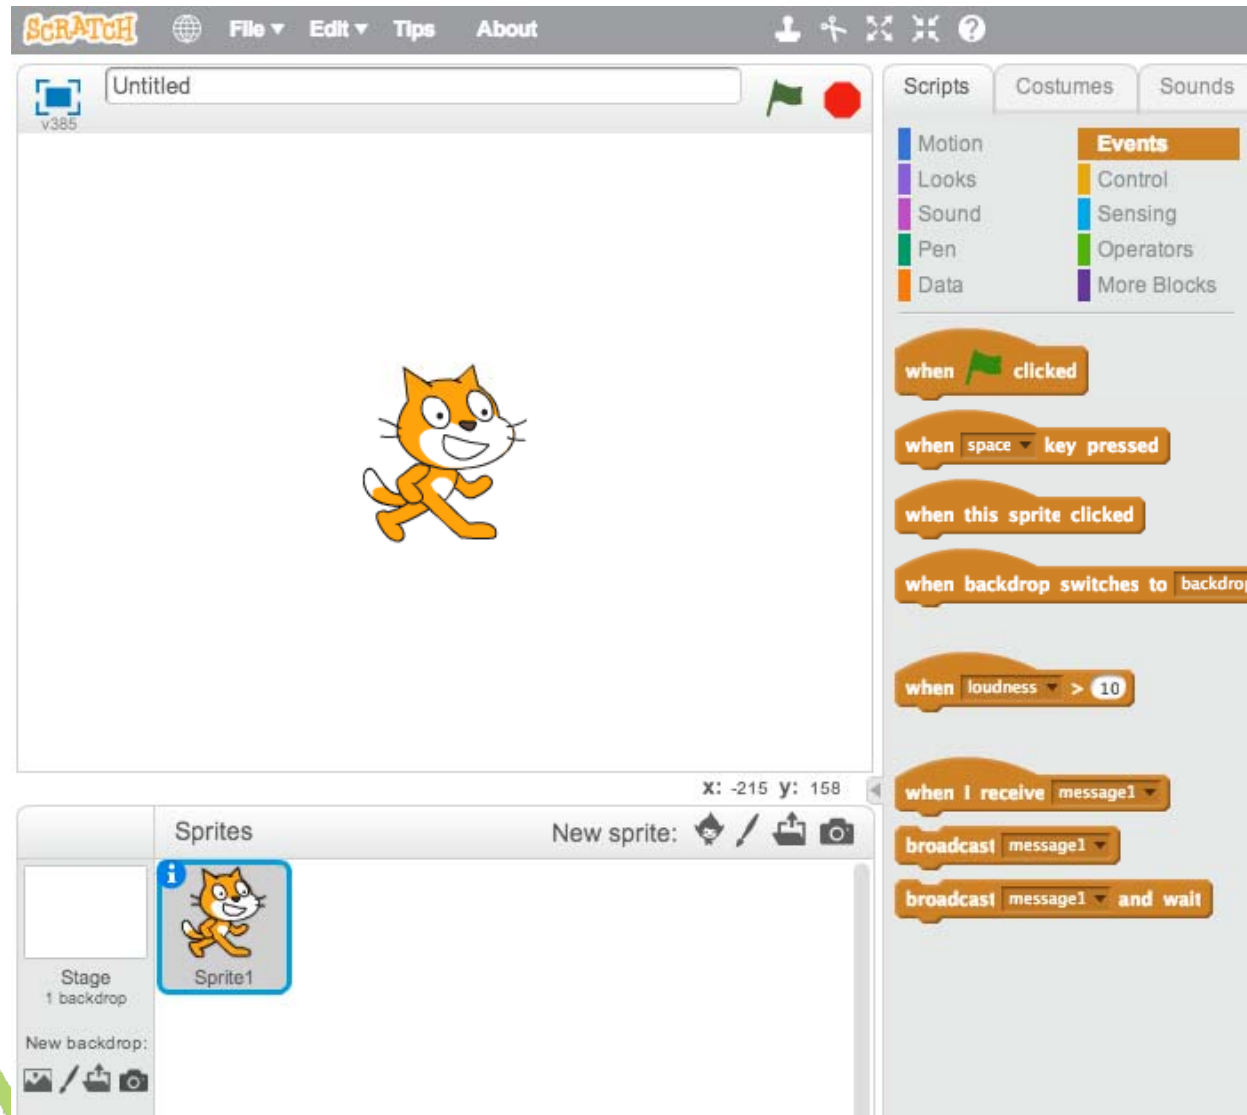 SCRATCH File Edit Tips About
Untitled
v385
Scripts Costumes Sounds
Motion Events
Looks Control
Sound Sensing
Pen Operators
Data More Blocks
when clicked
when space key pressed
when this sprite clicked
when backdrop switches to backdrop
when loudness > 10
x: -215 y: 158
when I receive message1
broadcast message1
broadcast message1 and wait
Sprites New sprite:
i
Sprite1
Stage
1 backdrop
New backdrop: